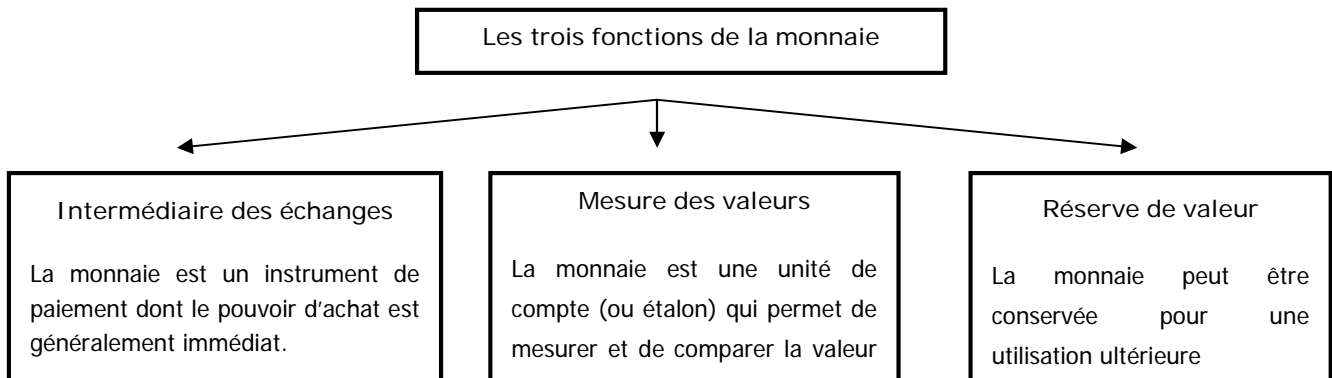 Les trois fonctions de la monnaie
Intermédiaire des échanges
La monnaie est un instrument de
paiement dont le pouvoir d'achat est
généralement immédiat.
Mesure des valeurs
La monnaie est une unité de
compte (ou étalon) qui permet de
mesurer et de comparer la valeur
Réserve de valeur
La monnaie peut être
conservée pour une
utilisation ultérieure